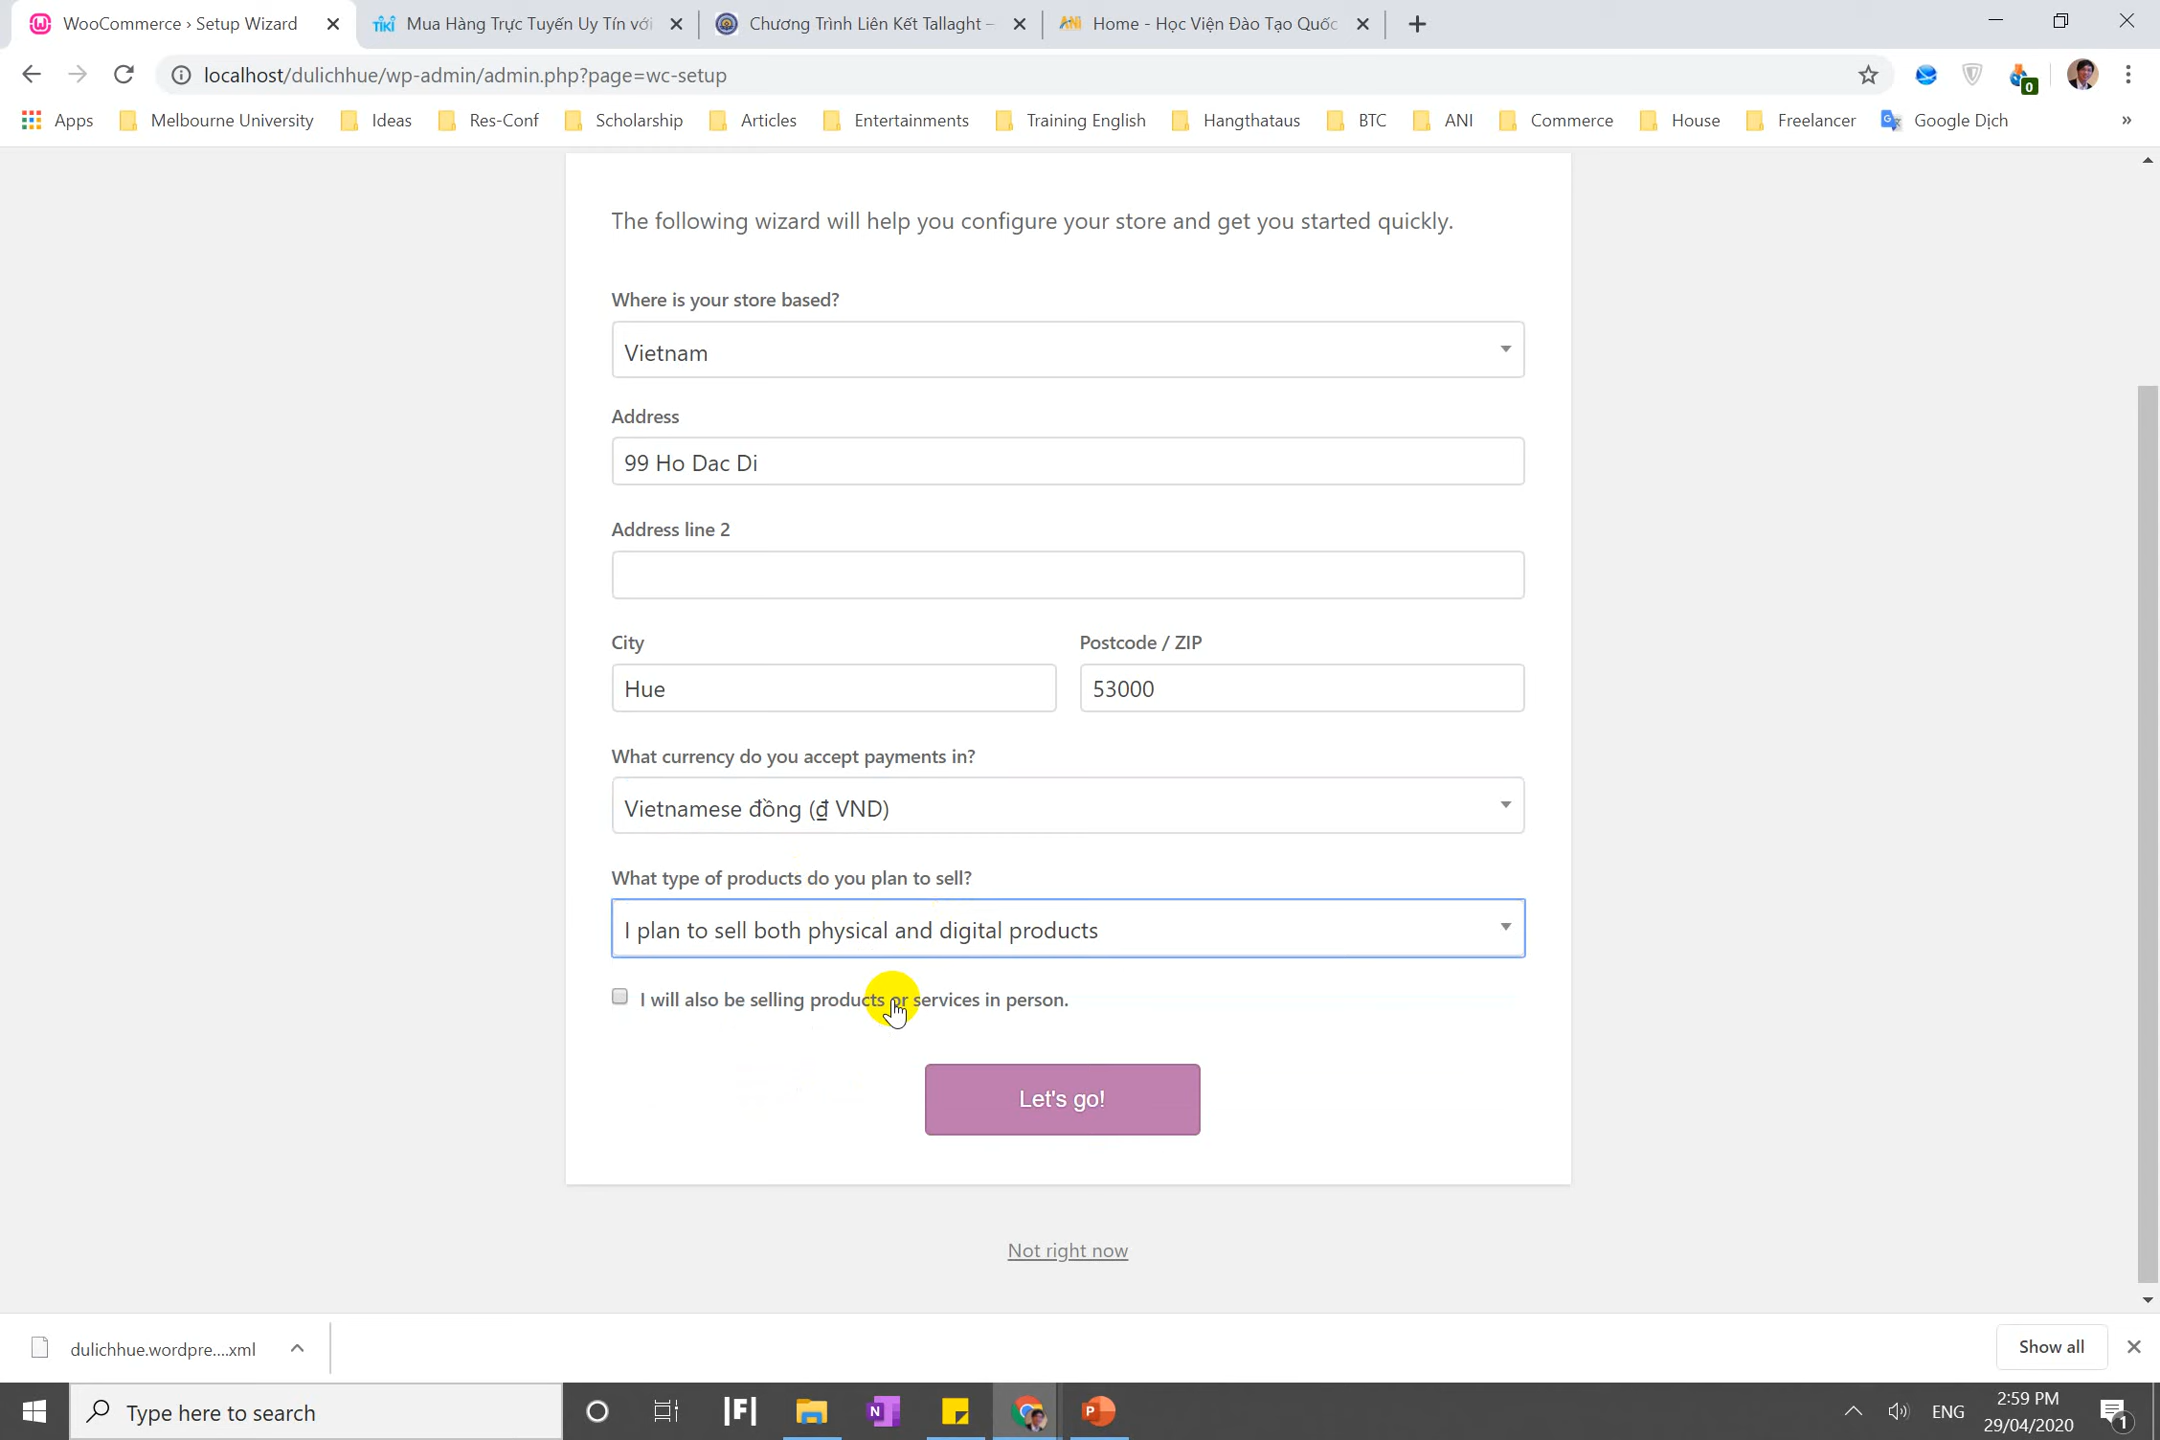 WooCommerce › Setup Wizard
Mua Hàng Trực Tuyến Uy Tín với
Chương Trình Liên Kết Tallaght –
Home - Học Viện Đào Tạo Quốc
localhost/dulichhue/wp-admin/admin.php?page=wc-setup
0
Apps
Melbourne University
Ideas
Res-Conf
Scholarship
Articles
Entertainments
Training English
Hangthataus
BTC
ANI
Commerce
House
Freelancer
Google Dịch
»
The following wizard will help you configure your store and get you started quickly.
Where is your store based?
Vietnam
Address
99 Ho Dac Di
Address line 2
City
Postcode / ZIP
Hue
53000
What currency do you accept payments in?
Vietnamese đồng (₫ VND)
What type of products do you plan to sell?
I plan to sell both physical and digital products
I will also be selling products or services in person.
Let's go!
Not right now
dulichhue.wordpre....xml
Show all
Type here to search
ENG
2:59 PM
29/04/2020
1